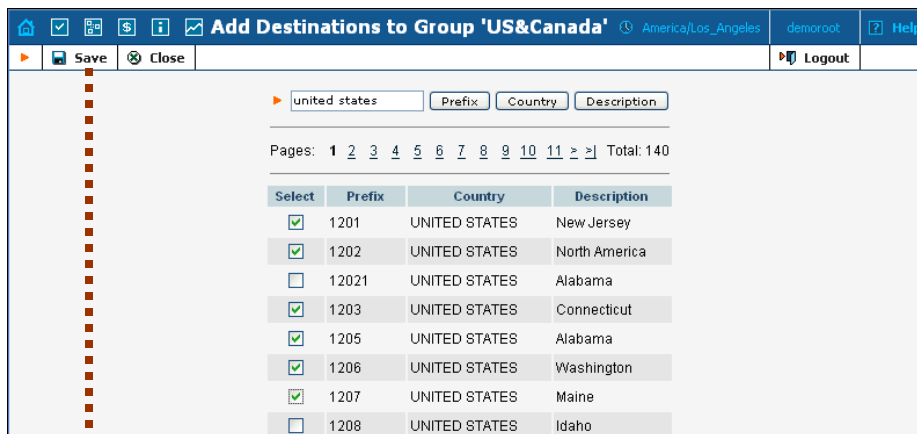 Add Destinations to Group 'US&Canada' America/Los_Angeles demoroot ? Help
Save Close Logout
united states Prefix Country Description
Pages: 1 2 3 4 5 6 7 8 9 10 11 > >| Total: 140
Select Prefix Country Description
1201 UNITED STATES New Jersey
1202 UNITED STATES North America
12021 UNITED STATES Alabama
1203 UNITED STATES Connecticut
1205 UNITED STATES Alabama
1206 UNITED STATES Washington
1207 UNITED STATES Maine
1208 UNITED STATES Idaho